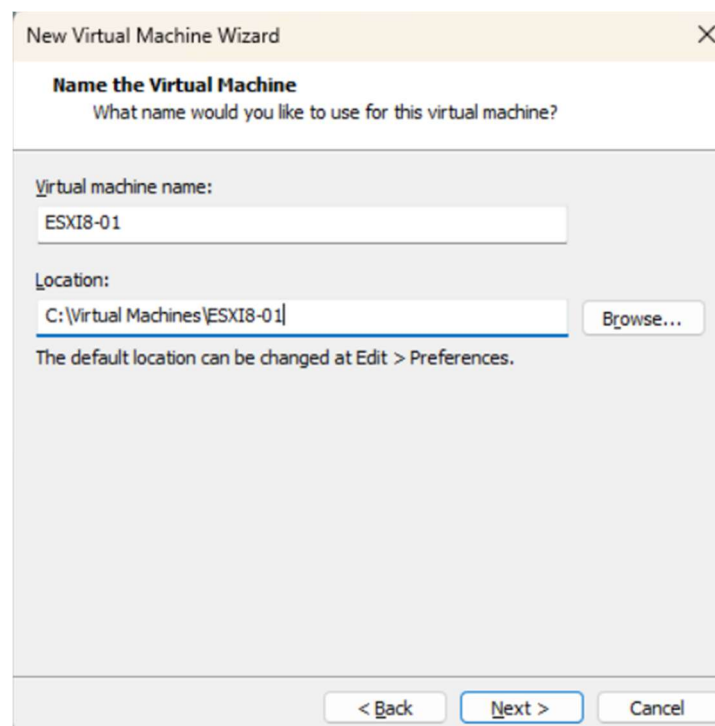 New Virtual Machine Wizard
Name the Virtual Machine
What name would you like to use for this virtual machine?
Virtual machine name:
ESXI8-01
Location:
C:\Virtual Machines\ESXI8-01
Browse...
The default location can be changed at Edit > Preferences.
< Back
Next >
Cancel